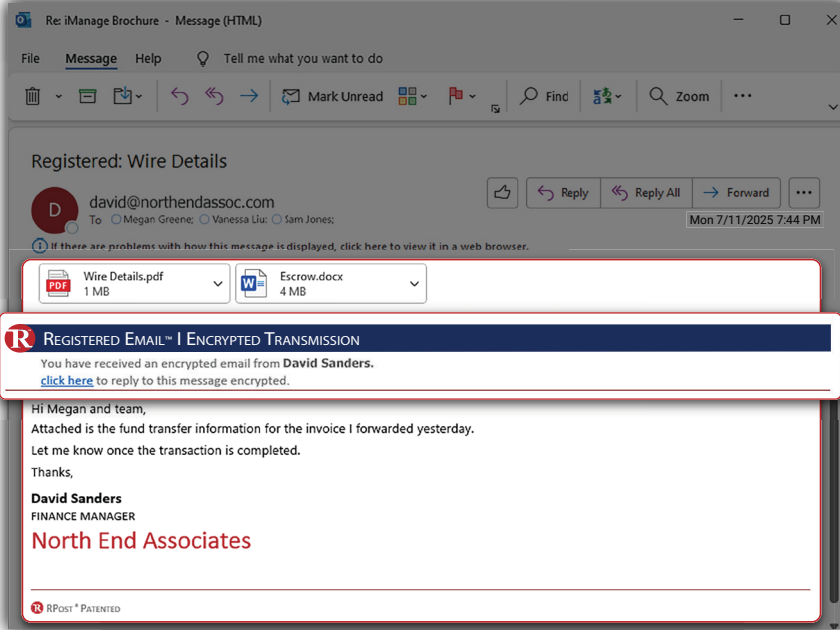 Re: iManage Brochure - Message (HTML)
File Message Help Tell me what you want to do
Mark Unread Find Zoom
Registered: Wire Details
D
david@northendassoc.com
To Megan Greene; Vanessa Liu: Sam Jones;
Reply Reply All Forward
Mon 7/11/2025 7:44 PM
If there are problems with how this message is displayed, click here to view it in a web browser.
PDF Wire Details.pdf
1 MB
W Escrow.docx
4 MB
R REGISTERED EMAIL™ | ENCRYPTED TRANSMISSION
You have received an encrypted email from David Sanders.
click here to reply to this message encrypted.
Hi Megan and team,
Attached is the fund transfer information for the invoice I forwarded yesterday.
Let me know once the transaction is completed.
Thanks,
David Sanders
FINANCE MANAGER
North End Associates
R RPOST® PATENTED